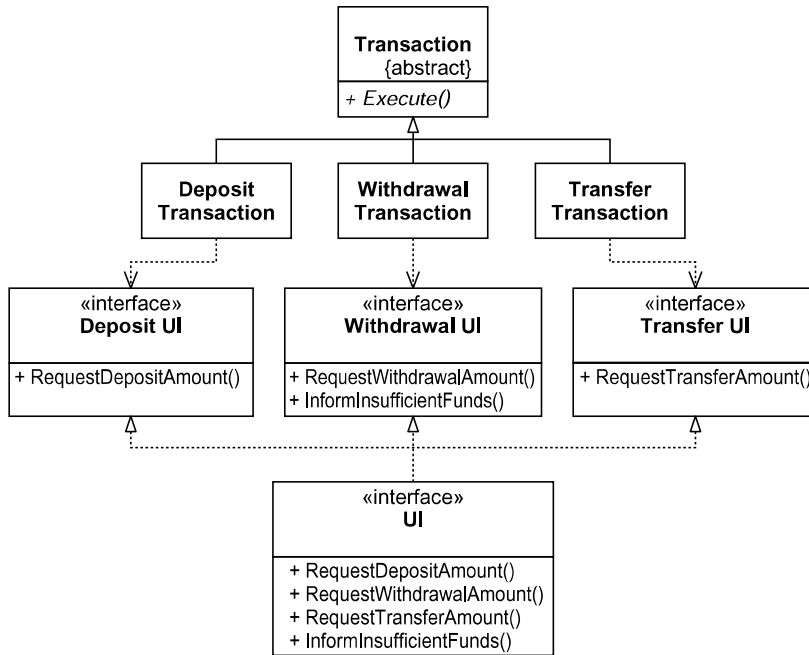 Transaction
{abstract}
+ Execute()
Deposit
Transaction
Withdrawal
Transaction
Transfer
Transaction
«interface»
Deposit UI
+ RequestDepositAmount()
«interface»
Withdrawal UI
+ RequestWithdrawalAmount()
+ InformInsufficientFunds()
«interface»
Transfer UI
+ RequestTransferAmount()
«interface»
UI
+ RequestDepositAmount()
+ RequestWithdrawalAmount()
+ RequestTransferAmount()
+ InformInsufficientFunds()